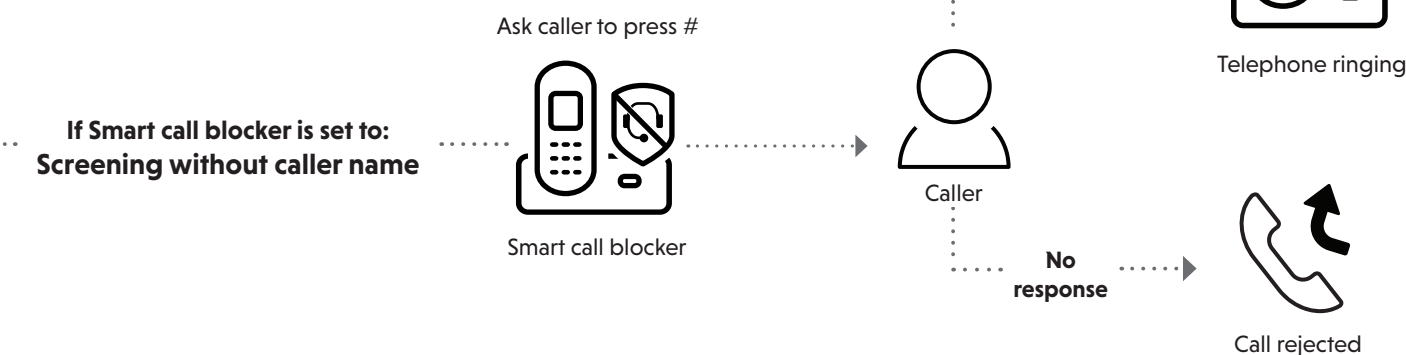 Ask caller to press #
Telephone ringing
If Smart call blocker is set to:
Screening without caller name
Caller
Smart call blocker
No
response
Call rejected